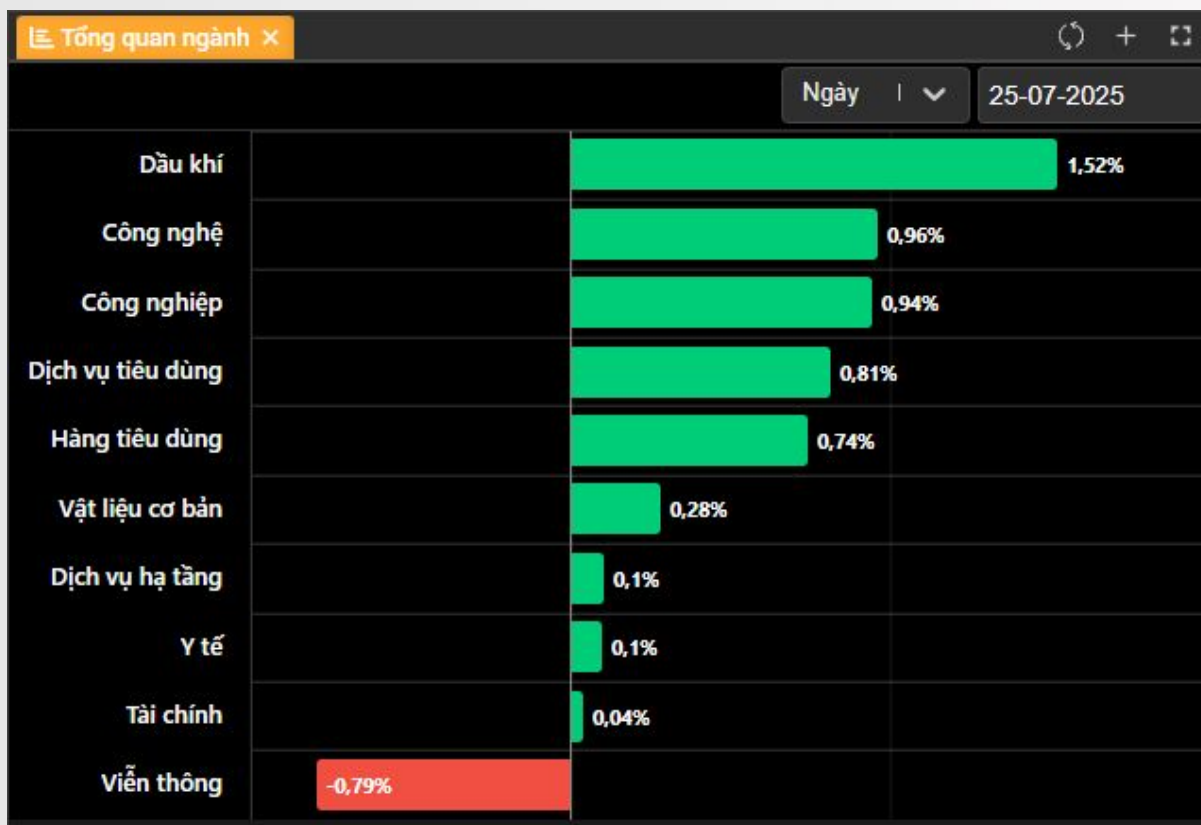 Tổng quan ngành
Ngày 25-07-2025
Dầu khí 1,52%
Công nghệ 0,96%
Công nghiệp 0,94%
Dịch vụ tiêu dùng 0,81%
Hàng tiêu dùng 0,74%
Vật liệu cơ bản 0,28%
Dịch vụ hạ tầng 0,1%
Y tế 0,1%
Tài chính 0,04%
Viễn thông -0,79%